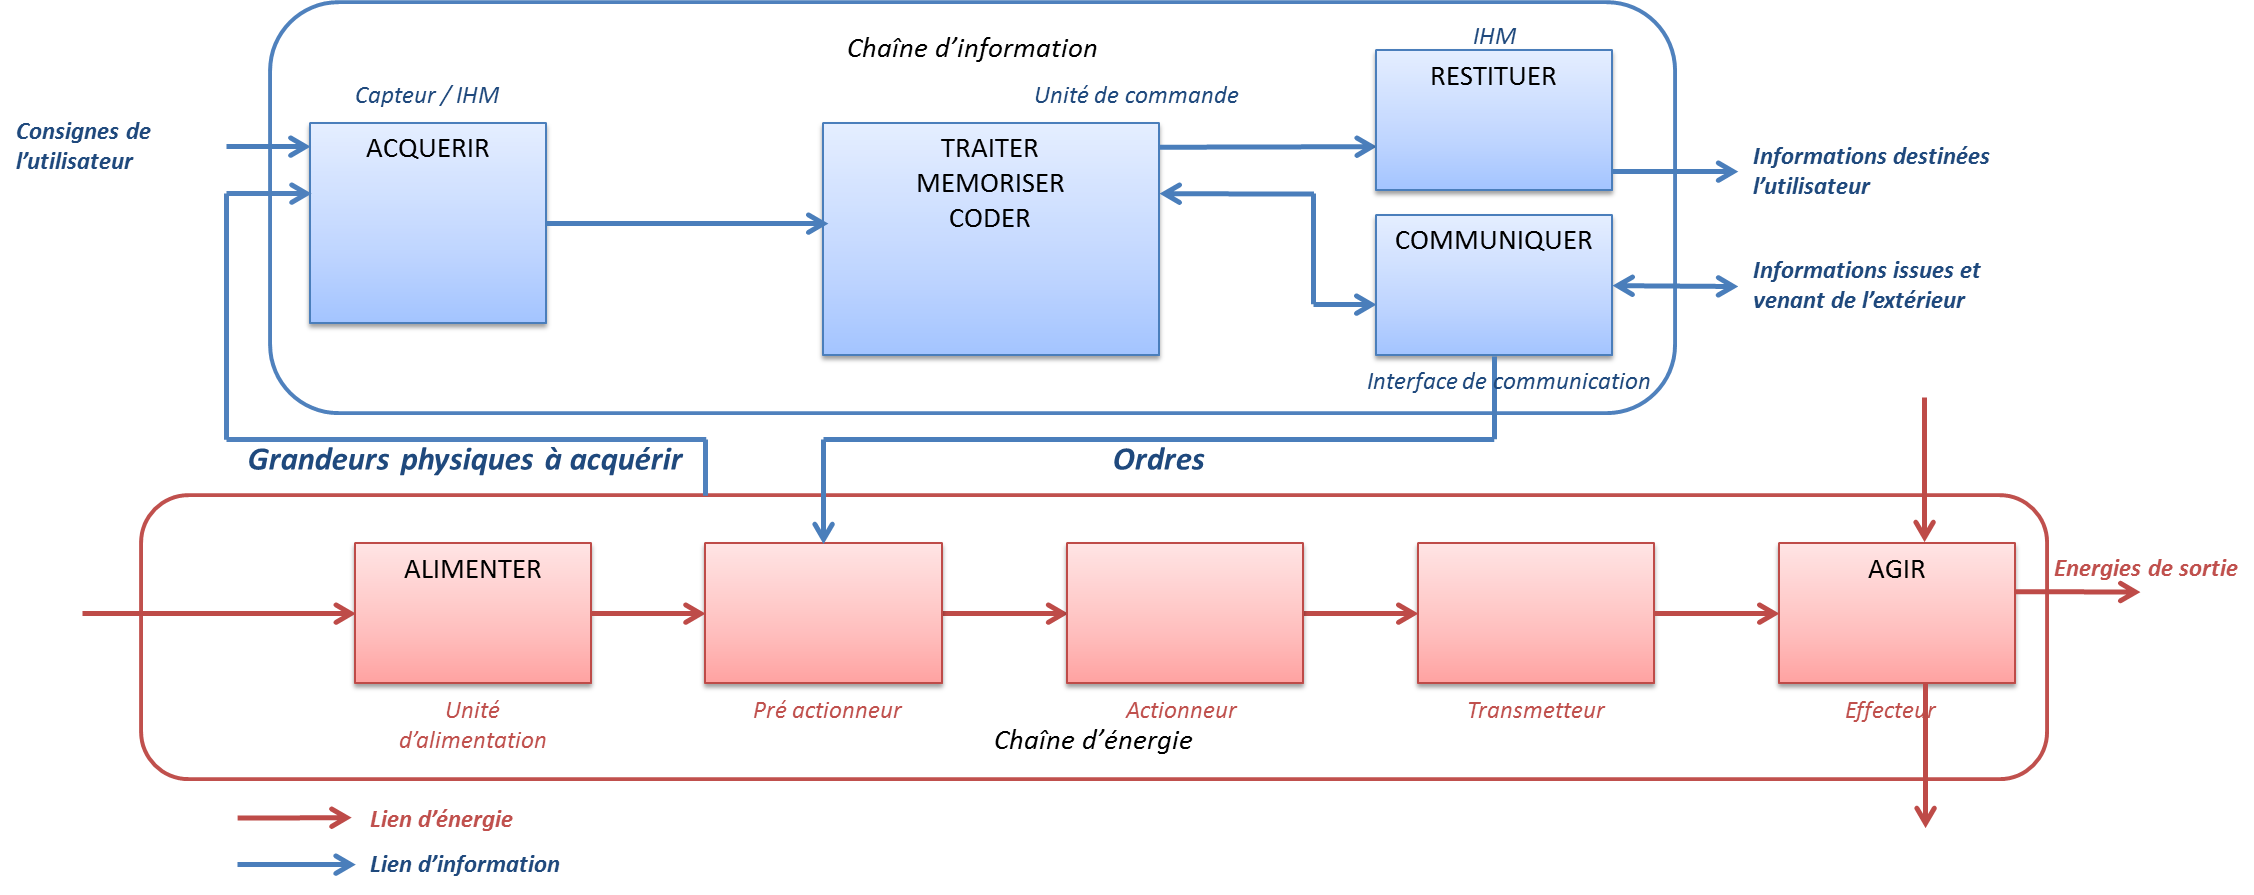 Chaîne d'information
IHM
RESTITUER
Capteur / IHM
Unité de commande
Consignes de
l'utilisateur
ACQUERIR
TRAITER
MEMORISER
CODER
Informations destinées
l'utilisateur
COMMUNIQUER
Informations issues et
venant de l'extérieur
Interface de communication
Grandeurs physiques à acquérir
Ordres
ALIMENTER
AGIR
Energies de sortie
Unité
d'alimentation
Pré actionneur
Actionneur
Transmetteur
Effecteur
Chaîne d'énergie
Lien d'énergie
Lien d'information